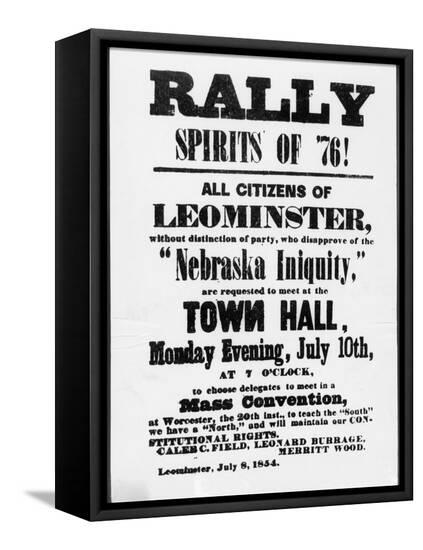 RALLY
SPIRITS OF '76!
ALL CITIZENS OF
LEOMINSTER,
without distinction of party, who disapprove of the
"Nebraska Iniquity,"
are requested to meet at the
TOWN HALL,
Monday Evening, July 10th,
AT 7 O'CLOCK,
to choose delegates to meet in a
Mass Convention,
at Worcester, the 20th inst., to teach the "South"
we have a "North," and will maintain our CON-
STITUTIONAL RIGHTS.
CALEB C. FIELD, LEONARD BURRAGE,
MERRITT WOOD.
Leominster, July 8, 1854.